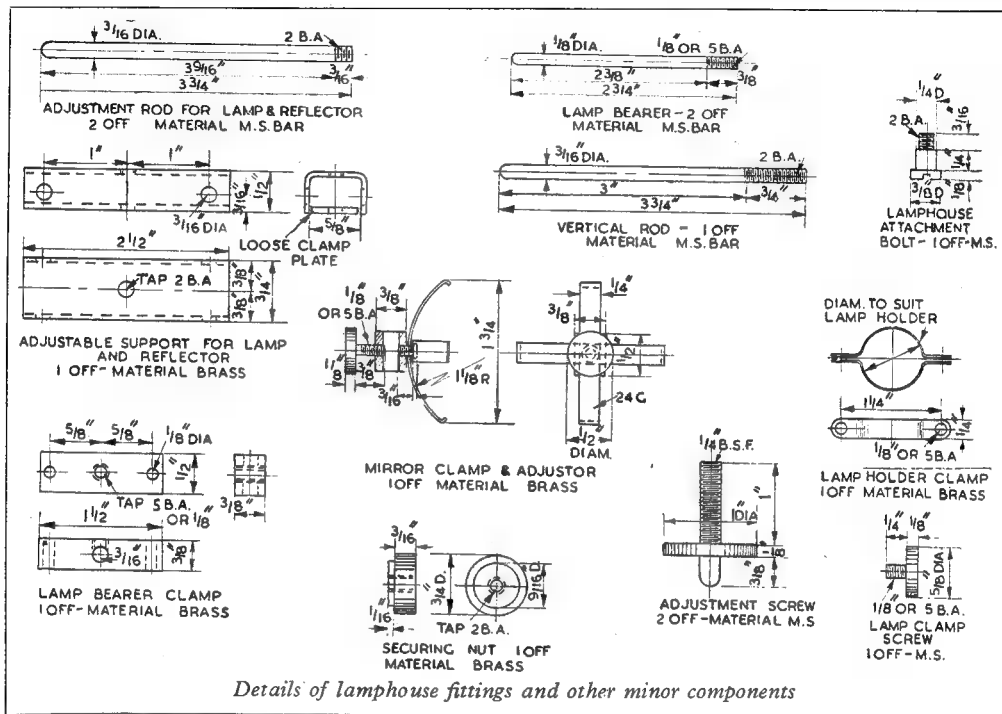 3/16" DIA.
2 B.A
3 9/16"
3/16"
3 3/4"
ADJUSTMENT ROD FOR LAMP & REFLECTOR
2 OFF MATERIAL M.S. BAR
1/8" DIA.
1/8" OR 5 B.A
2 3/8"
3/8"
2 3/4"
LAMP BEARER - 2 OFF
MATERIAL M.S. BAR
3/16" DIA.
2 B.A.
3"
3/4"
3 3/4"
VERTICAL ROD - 1 OFF
MATERIAL M.S. BAR
1/4 D
2 B.A.
3/16"
1/4"
1/8"
3/8 D
LAMPHOUSE
ATTACHMENT
BOLT - 1 OFF - M.S.
1"
1"
3/16"
1/2"
3/16" DIA
5/8"
LOOSE CLAMP
PLATE
2 1/2"
TAP 2 B.A
3/8"
3/8"
3/4"
ADJUSTABLE SUPPORT FOR LAMP
AND REFLECTOR
1 OFF - MATERIAL BRASS
1/8"
OR 5 B.A
3/8"
1 3/4"
1/8"
3/8"
3/16"
1 1/8 R
1/4"
3/8"
1/2"
24 G
1/2"
DIAM.
MIRROR CLAMP & ADJUSTOR
1 OFF MATERIAL BRASS
DIAM. TO SUIT
LAMP HOLDER
1 1/4"
1/4"
1/8" OR 5 B.A.
LAMP HOLDER CLAMP
1 OFF MATERIAL BRASS
5/8"
5/8"
1/8" DIA
1/2"
TAP 5 B.A.
OR 1/8"
3/8"
1 1/2"
3/16"
3/8"
LAMP BEARER CLAMP
1 OFF - MATERIAL BRASS
3/16"
3/4 D.
9/16 D.
1/16"
TAP 2 B.A.
SECURING NUT 1 OFF
MATERIAL BRASS
1/4 B.S.F.
1"
1" DIA
1/8
3/8"
ADJUSTMENT SCREW
2 OFF - MATERIAL M.S
1/4"
1/8"
5/8 DIA.
1/8" OR 5 B.A.
LAMP CLAMP
SCREW
1 OFF - M.S.
Details of lamphouse fittings and other minor components